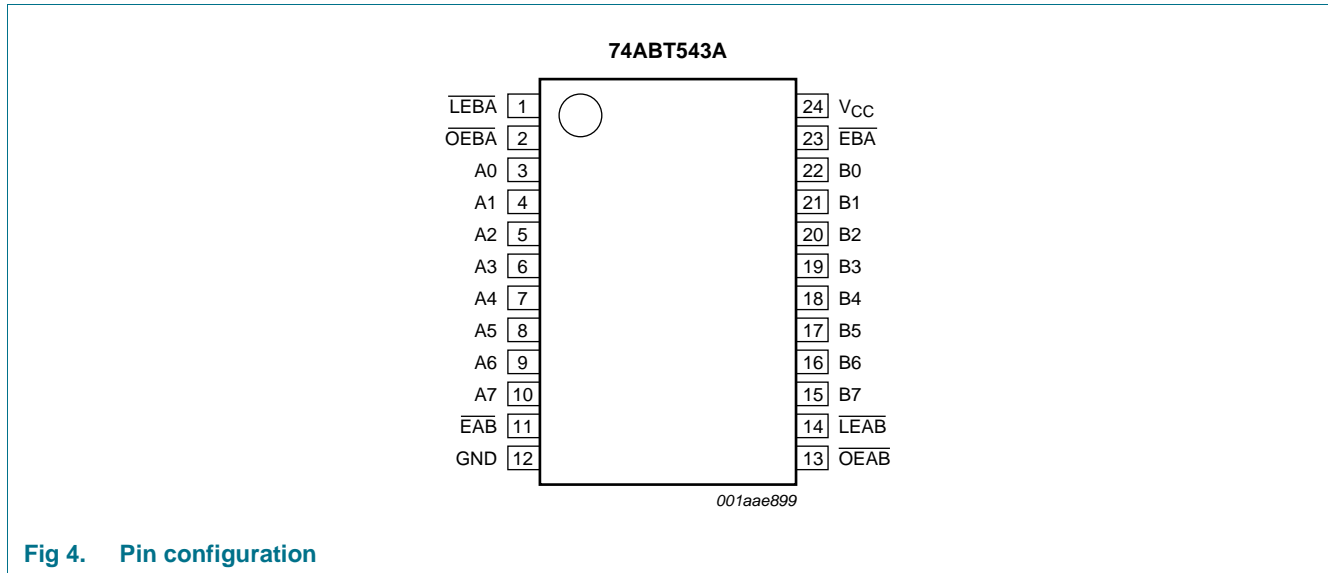 74ABT543A
LEBA 1 24 VCC
OEBA 2 23 EBA
A0 3 22 B0
A1 4 21 B1
A2 5 20 B2
A3 6 19 B3
A4 7 18 B4
A5 8 17 B5
A6 9 16 B6
A7 10 15 B7
EAB 11 14 LEAB
GND 12 13 OEAB
001aae899
Fig 4. Pin configuration